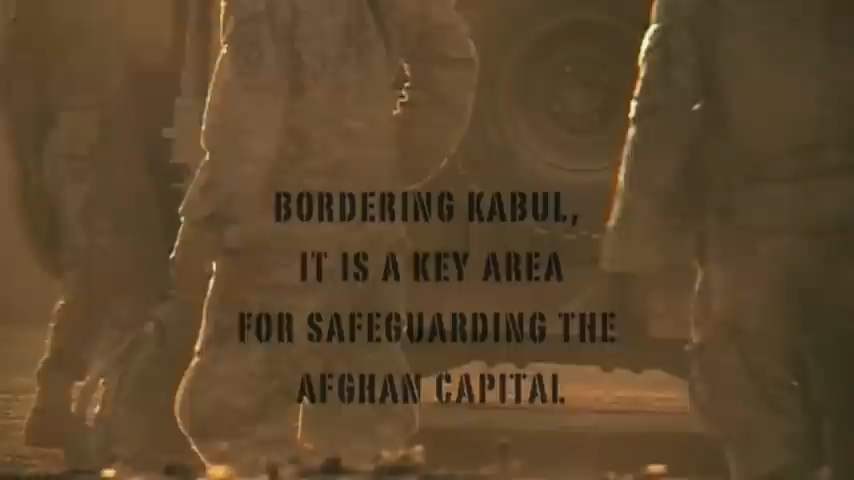 BORDERING KABUL,
IT IS A KEY AREA
FOR SAFEGUARDING THE
AFGHAN CAPITAL